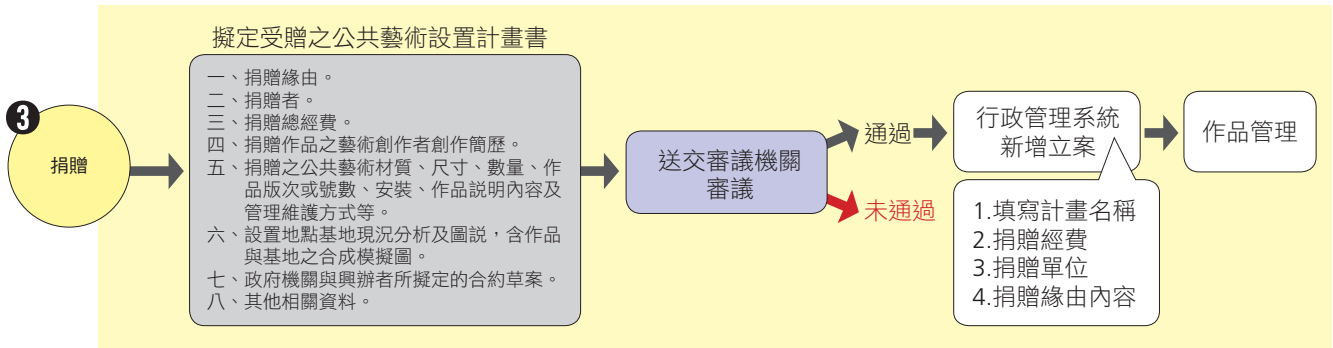 3
捐贈
擬定受贈之公共藝術設置計畫書
一、捐贈緣由。
二、捐贈者。
三、捐贈總經費。
四、捐贈作品之藝術創作者創作簡歷。
五、捐贈之公共藝術材質、尺寸、數量、作
品版次或號數、安裝、作品說明內容及
管理維護方式等。
六、設置地點基地現況分析及圖說，含作品
與基地之合成模擬圖。
七、政府機關與興辦者所擬定的合約草案。
八、其他相關資料。
送交審議機關
審議
通過
未通過
行政管理系統
新增立案
1.填寫計畫名稱
2.捐贈經費
3.捐贈單位
4.捐贈緣由內容
作品管理